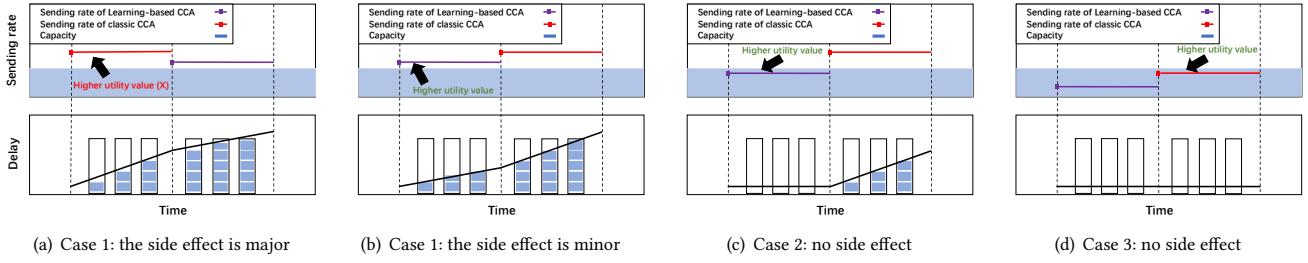 Sending rate
Sending rate of Learning-based CCA
Sending rate of classic CCA
Capacity
Higher utility value (X)
Delay
Time
(a) Case 1: the side effect is major
Sending rate of Learning-based CCA
Sending rate of classic CCA
Capacity
Higher utility value
Time
(b) Case 1: the side effect is minor
Sending rate of Learning-based CCA
Sending rate of classic CCA
Capacity
Higher utility value
Time
(c) Case 2: no side effect
Sending rate of Learning-based CCA
Sending rate of classic CCA
Capacity
Higher utility value
Time
(d) Case 3: no side effect